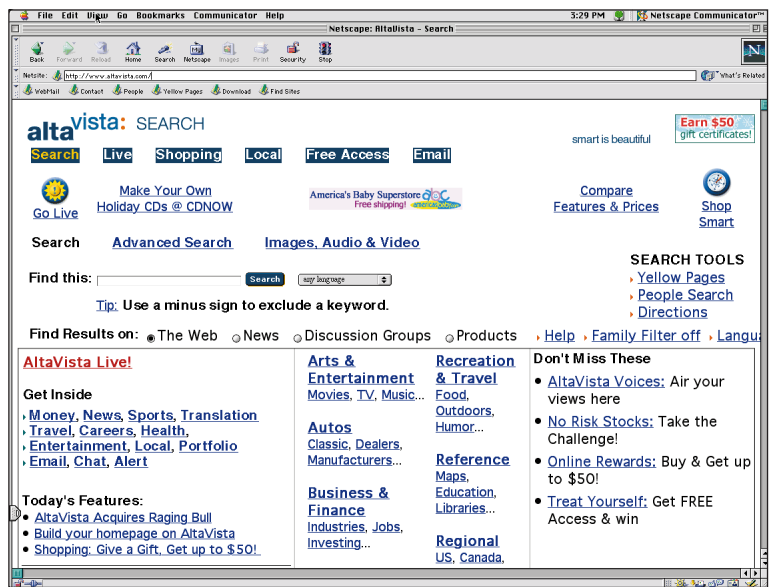 File Edit View Go Bookmarks Communicator Help 3:29 PM Netscape Communicator™
Netscape: AltaVista - Search
Back Forward Reload Home Search Netscape Images Print Security Stop
N
Netsite: http://www.altavista.com/ What's Related
WebMail Contact People Yellow Pages Download Find Sites
altavista: SEARCH
smart is beautiful
Earn $50
gift certificates!
Search Live Shopping Local Free Access Email
Go Live
Make Your Own
Holiday CDs @ CDNOW
America's Baby Superstore abc
Free shipping!
Compare
Features & Prices
Shop
Smart
Search Advanced Search Images, Audio & Video
SEARCH TOOLS
Yellow Pages
People Search
Directions
Find this: Search any language
Tip: Use a minus sign to exclude a keyword.
Find Results on: The Web News Discussion Groups Products Help Family Filter off Langu
AltaVista Live!
Get Inside
Money, News, Sports, Translation
Travel, Careers, Health,
Entertainment, Local, Portfolio
Email, Chat, Alert
Today's Features:
AltaVista Acquires Raging Bull
Build your homepage on AltaVista
Shopping: Give a Gift, Get up to $50!
Arts &
Entertainment
Movies, TV, Music...
Autos
Classic, Dealers,
Manufacturers...
Business &
Finance
Industries, Jobs,
Investing...
Recreation
& Travel
Food,
Outdoors,
Humor...
Reference
Maps,
Education,
Libraries...
Regional
US, Canada,
Don't Miss These
AltaVista Voices: Air your
views here
No Risk Stocks: Take the
Challenge!
Online Rewards: Buy & Get up
to $50!
Treat Yourself: Get FREE
Access & win